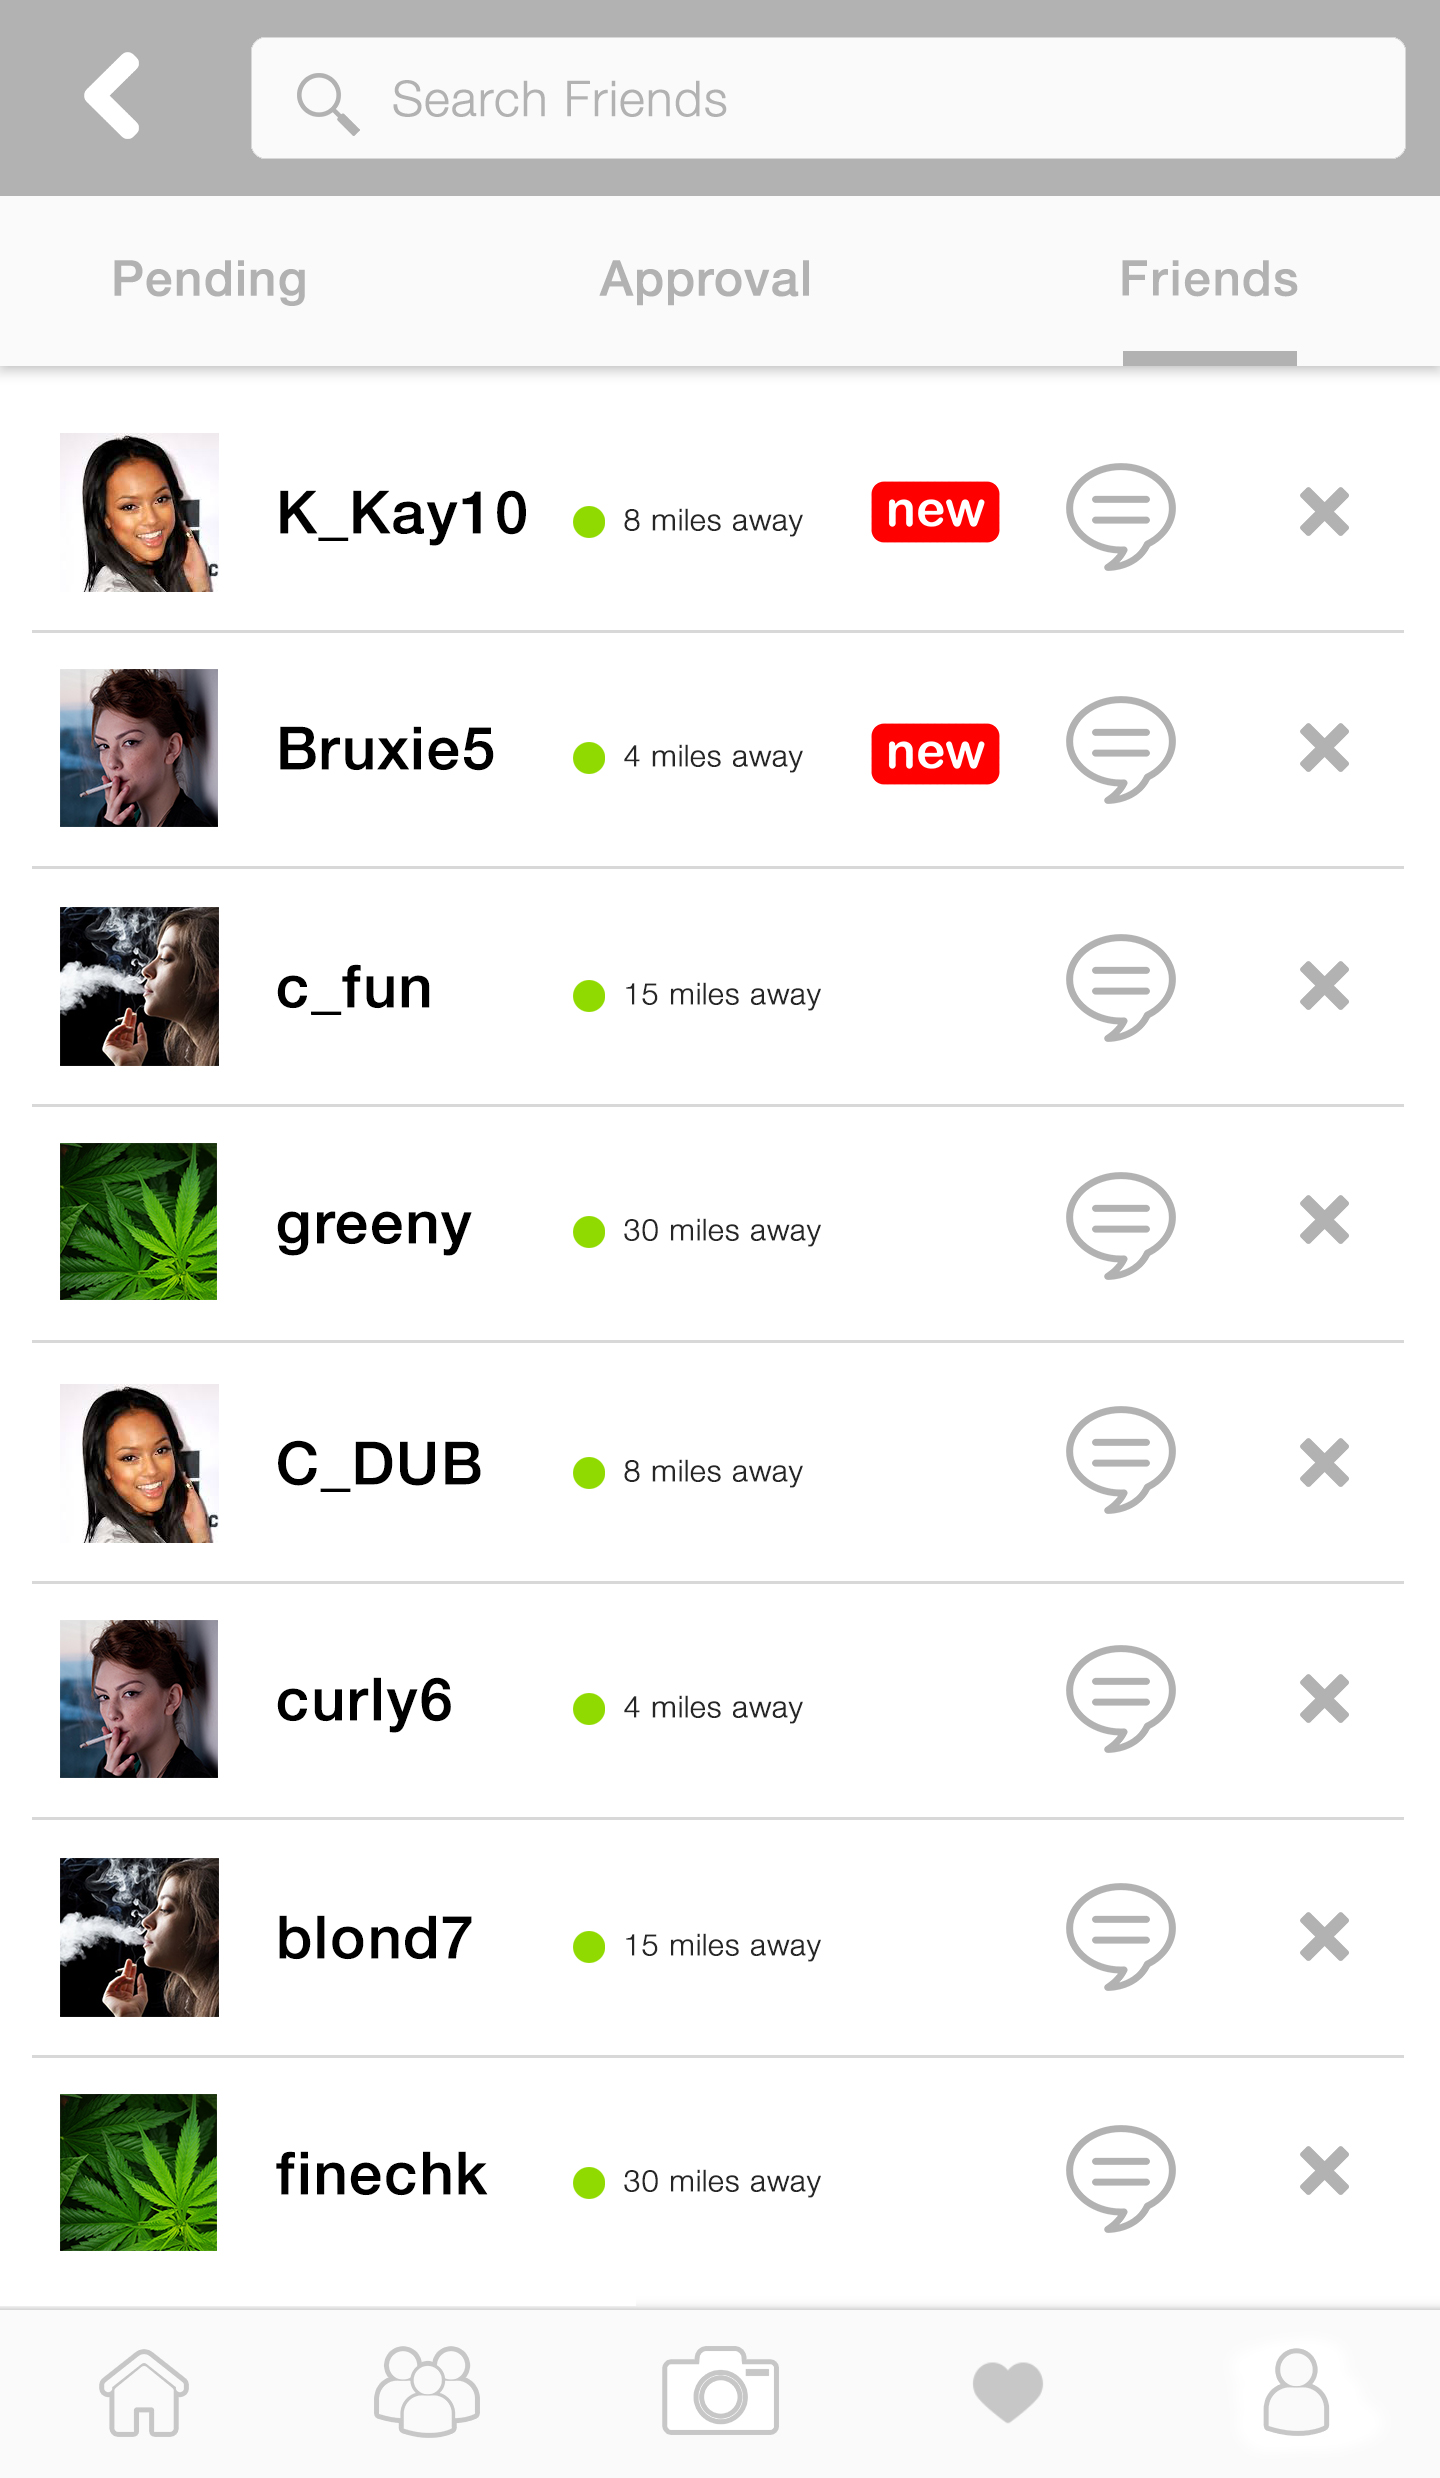 Search Friends
Pending Approval Friends
K_Kay10 8 miles away new
Bruxie5 4 miles away new
c_fun 15 miles away
greeny 30 miles away
C_DUB 8 miles away
curly6 4 miles away
blond7 15 miles away
finechk 30 miles away